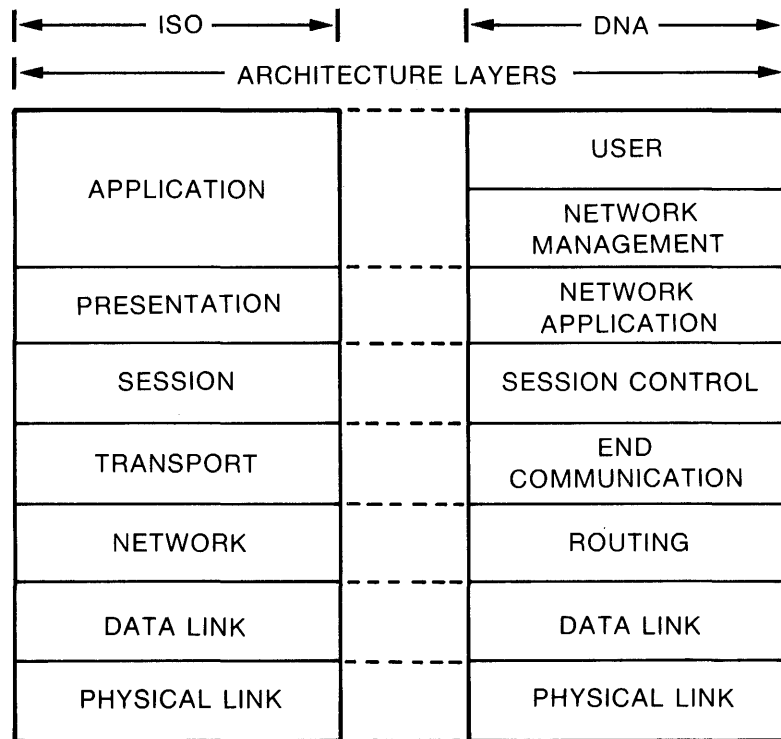 ISO
DNA
ARCHITECTURE LAYERS
APPLICATION
USER
NETWORK
MANAGEMENT
PRESENTATION
NETWORK
APPLICATION
SESSION
SESSION CONTROL
TRANSPORT
END
COMMUNICATION
NETWORK
ROUTING
DATA LINK
DATA LINK
PHYSICAL LINK
PHYSICAL LINK